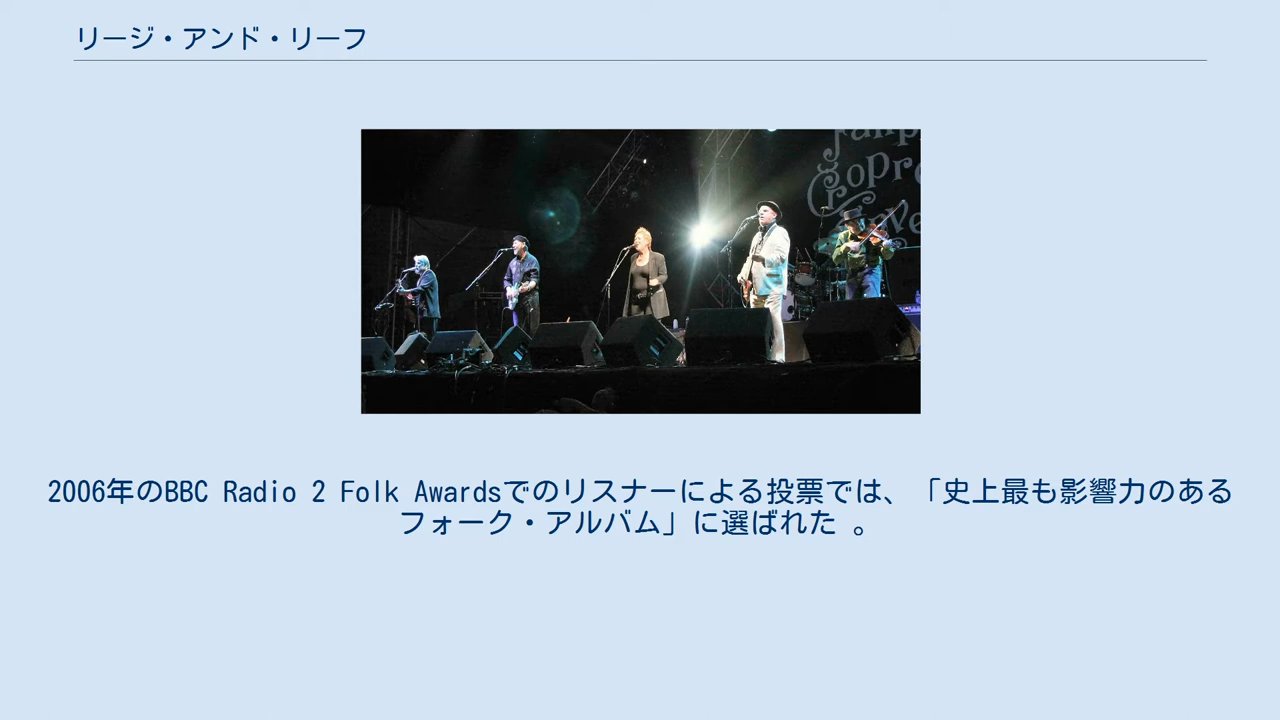 リージ・アンド・リーフ
2006年のBBC Radio 2 Folk Awardsでのリスナーによる投票では、「史上最も影響力のある
フォーク・アルバム」に選ばれた 。